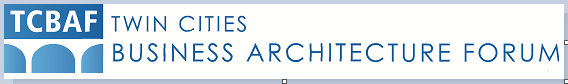 TCBAF
TWIN CITIES
BUSINESS ARCHITECTURE FORUM